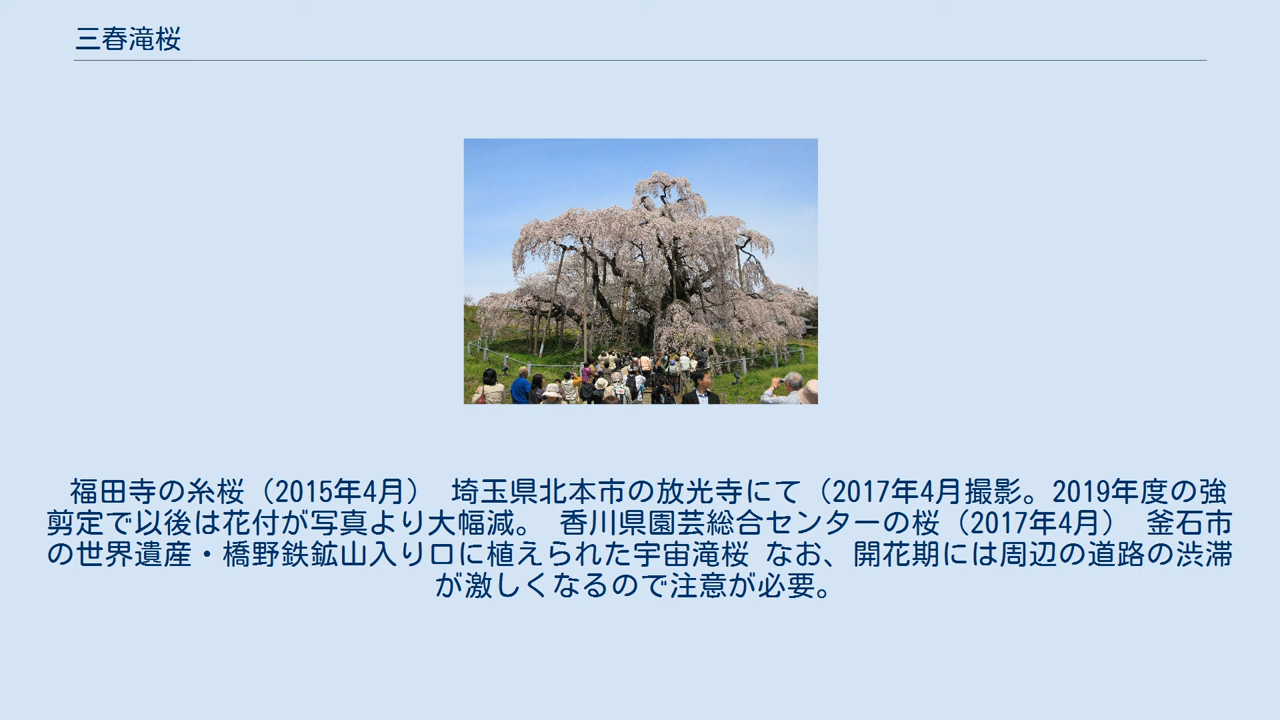 三春滝桜
福田寺の糸桜（2015年4月） 埼玉県北本市の放光寺にて（2017年4月撮影。2019年度の強
剪定で以後は花付が写真より大幅減。 香川県園芸総合センターの桜（2017年4月） 釜石市
の世界遺産・橋野鉄鉱山入り口に植えられた宇宙滝桜 なお、開花期には周辺の道路の渋滞
が激しくなるので注意が必要。